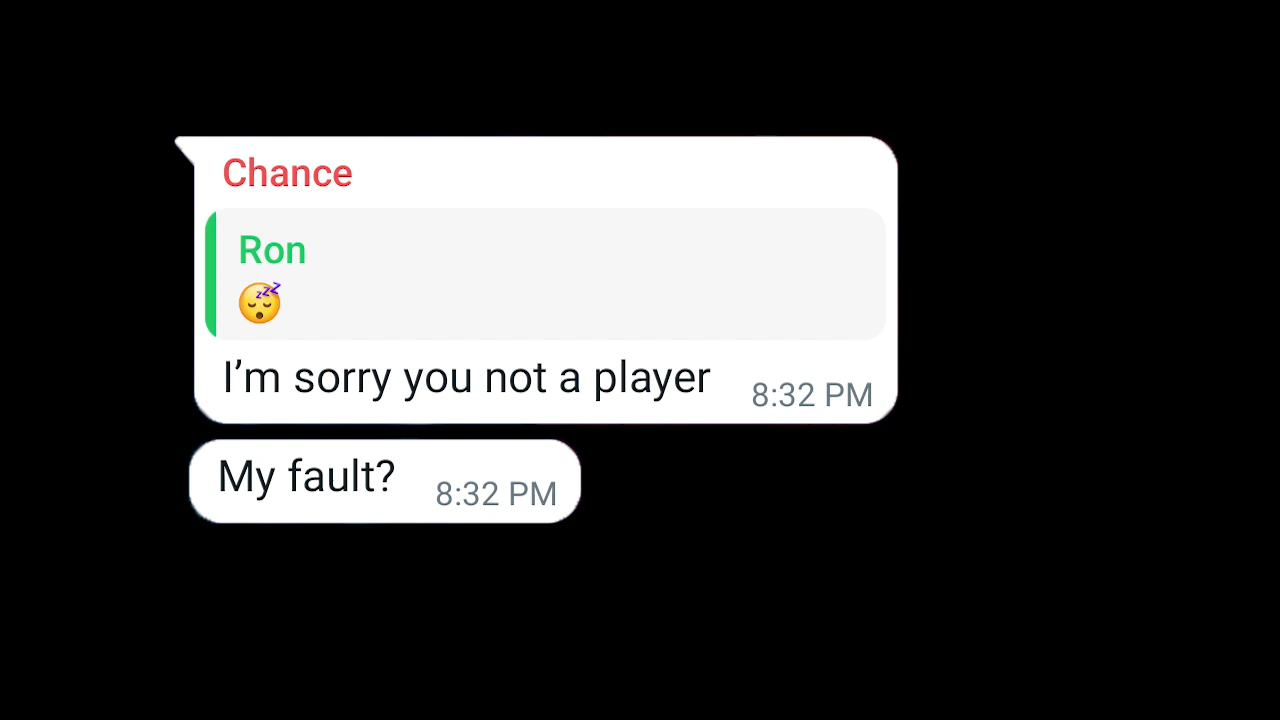 Chance
Ron
😴
I’m sorry you not a player
8:32 PM
My fault?
8:32 PM